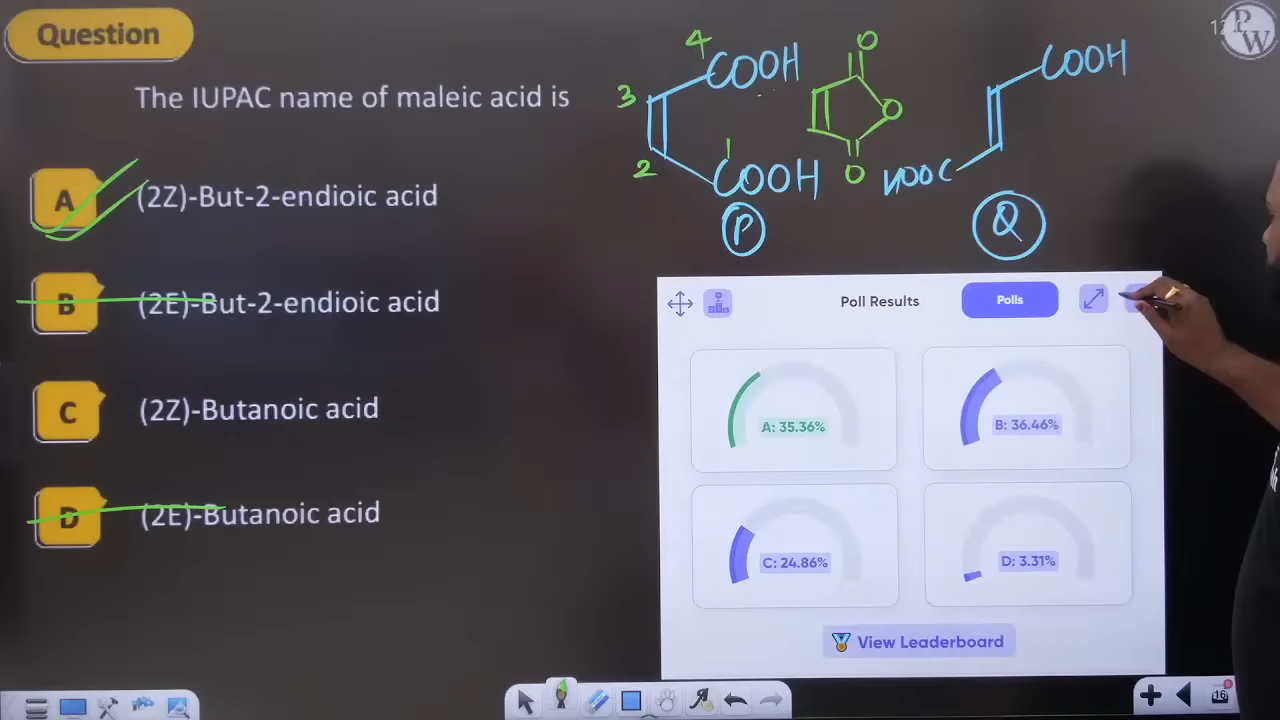 Question
The IUPAC name of maleic acid is
A
(2Z)-But-2-endioic acid
B
(2E)-But-2-endioic acid
C
(2Z)-Butanoic acid
D
(2E)-Butanoic acid
4
COOH
3
2
1
COOH
P
O
O
O
COOH
HOOC
Q
PW
Poll Results
Polls
A: 35.36%
B: 36.46%
C: 24.86%
D: 3.31%
View Leaderboard
16